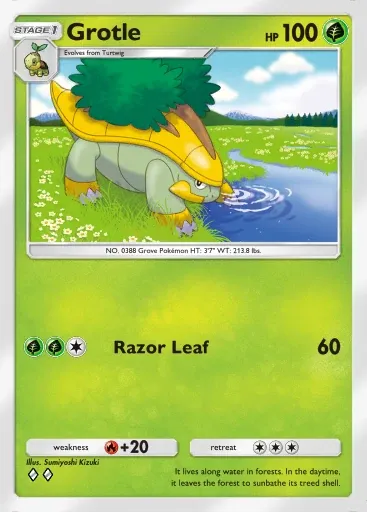 STAGE 1 Grotle HP 100
Evolves from Turtwig
NO. 0388 Grove Pokémon HT: 3'7" WT: 213.8 lbs.
Razor Leaf 60
weakness +20 retreat
Illus. Sumiyoshi Kizuki
It lives along water in forests. In the daytime,
it leaves the forest to sunbathe its treed shell.